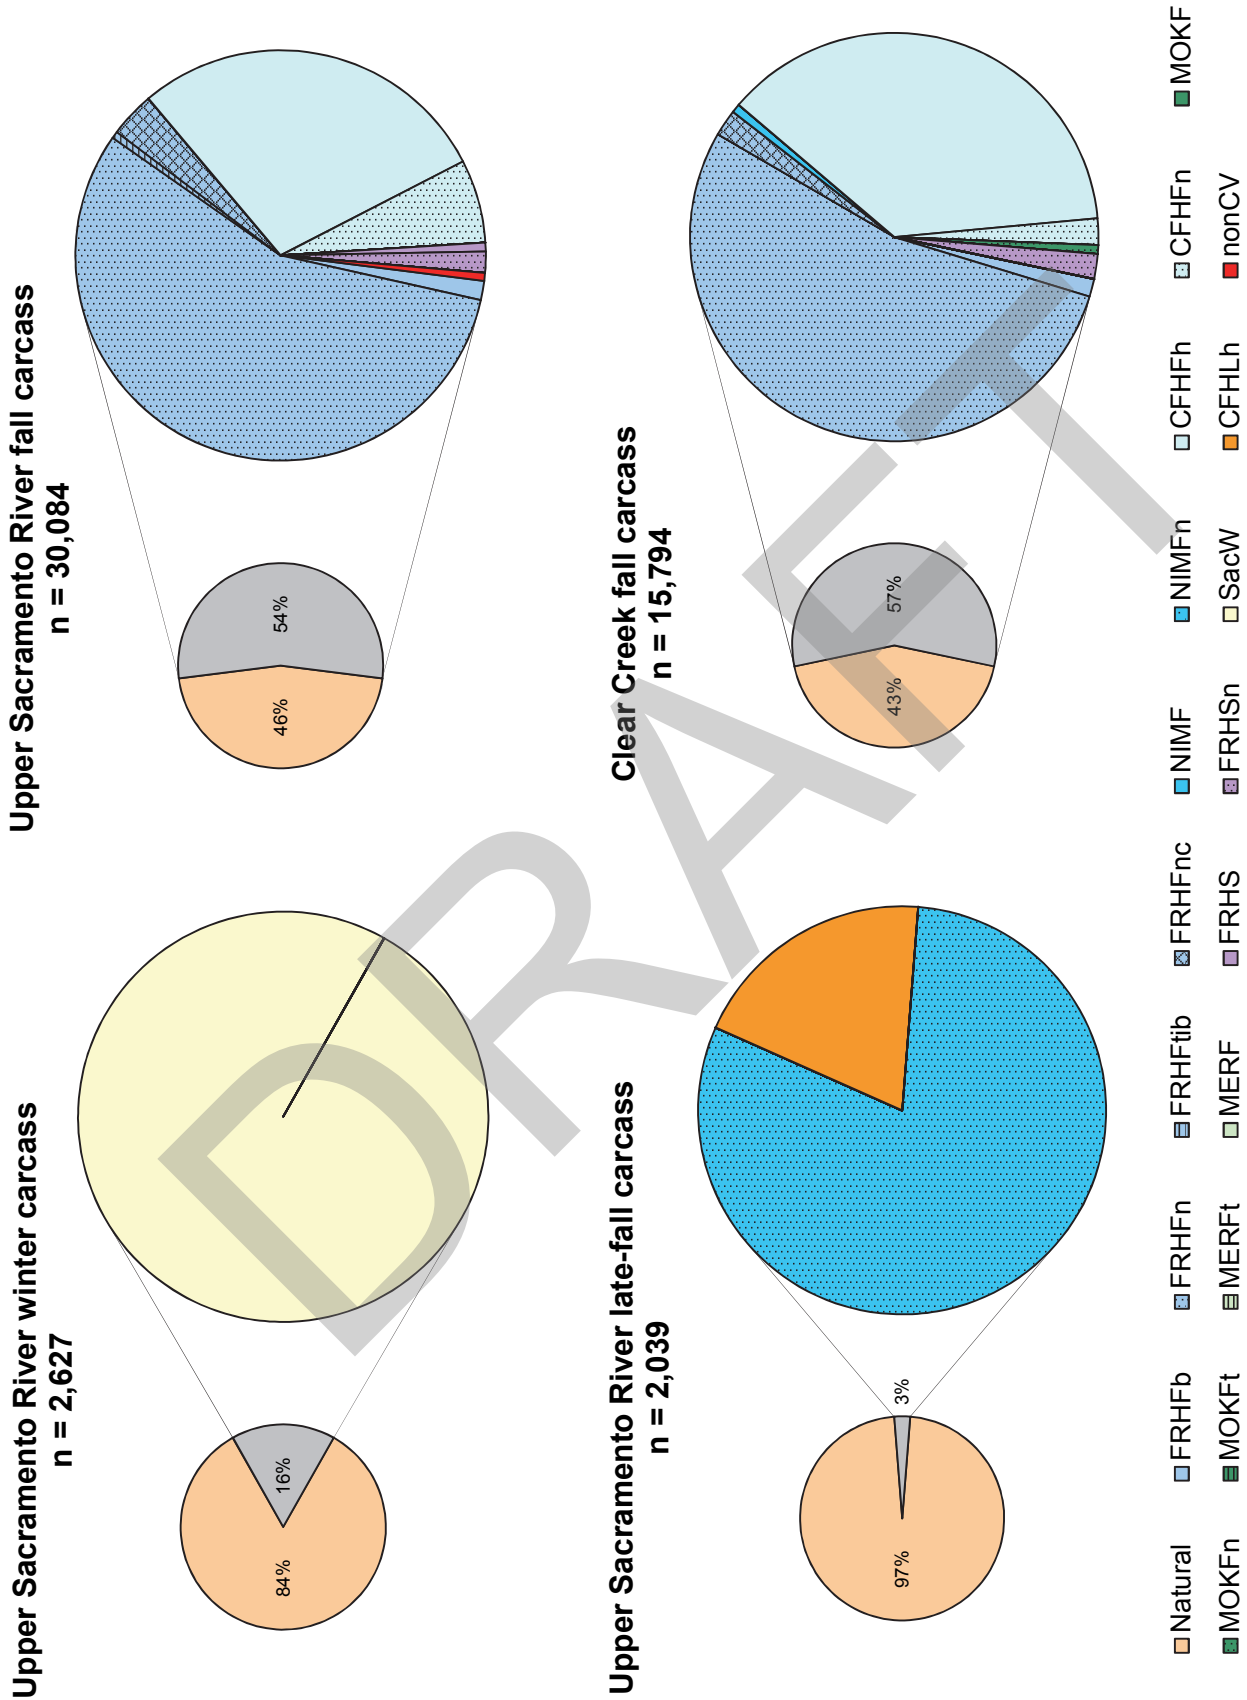 Upper Sacramento River winter carcass
n = 2,627
84%
16%
Upper Sacramento River fall carcass
n = 30,084
46%
54%
Upper Sacramento River late-fall carcass
n = 2,039
97%
3%
Clear Creek fall carcass
n = 15,794
43%
57%
DRAFT
Natural FRHFb FRHFn FRHFtib FRHFnc NIMF NIMFn CFHFh CFHFn MOKF
MOKFn MOKFt MERFt MERF FRHS FRHSn SacW CFHLh nonCV